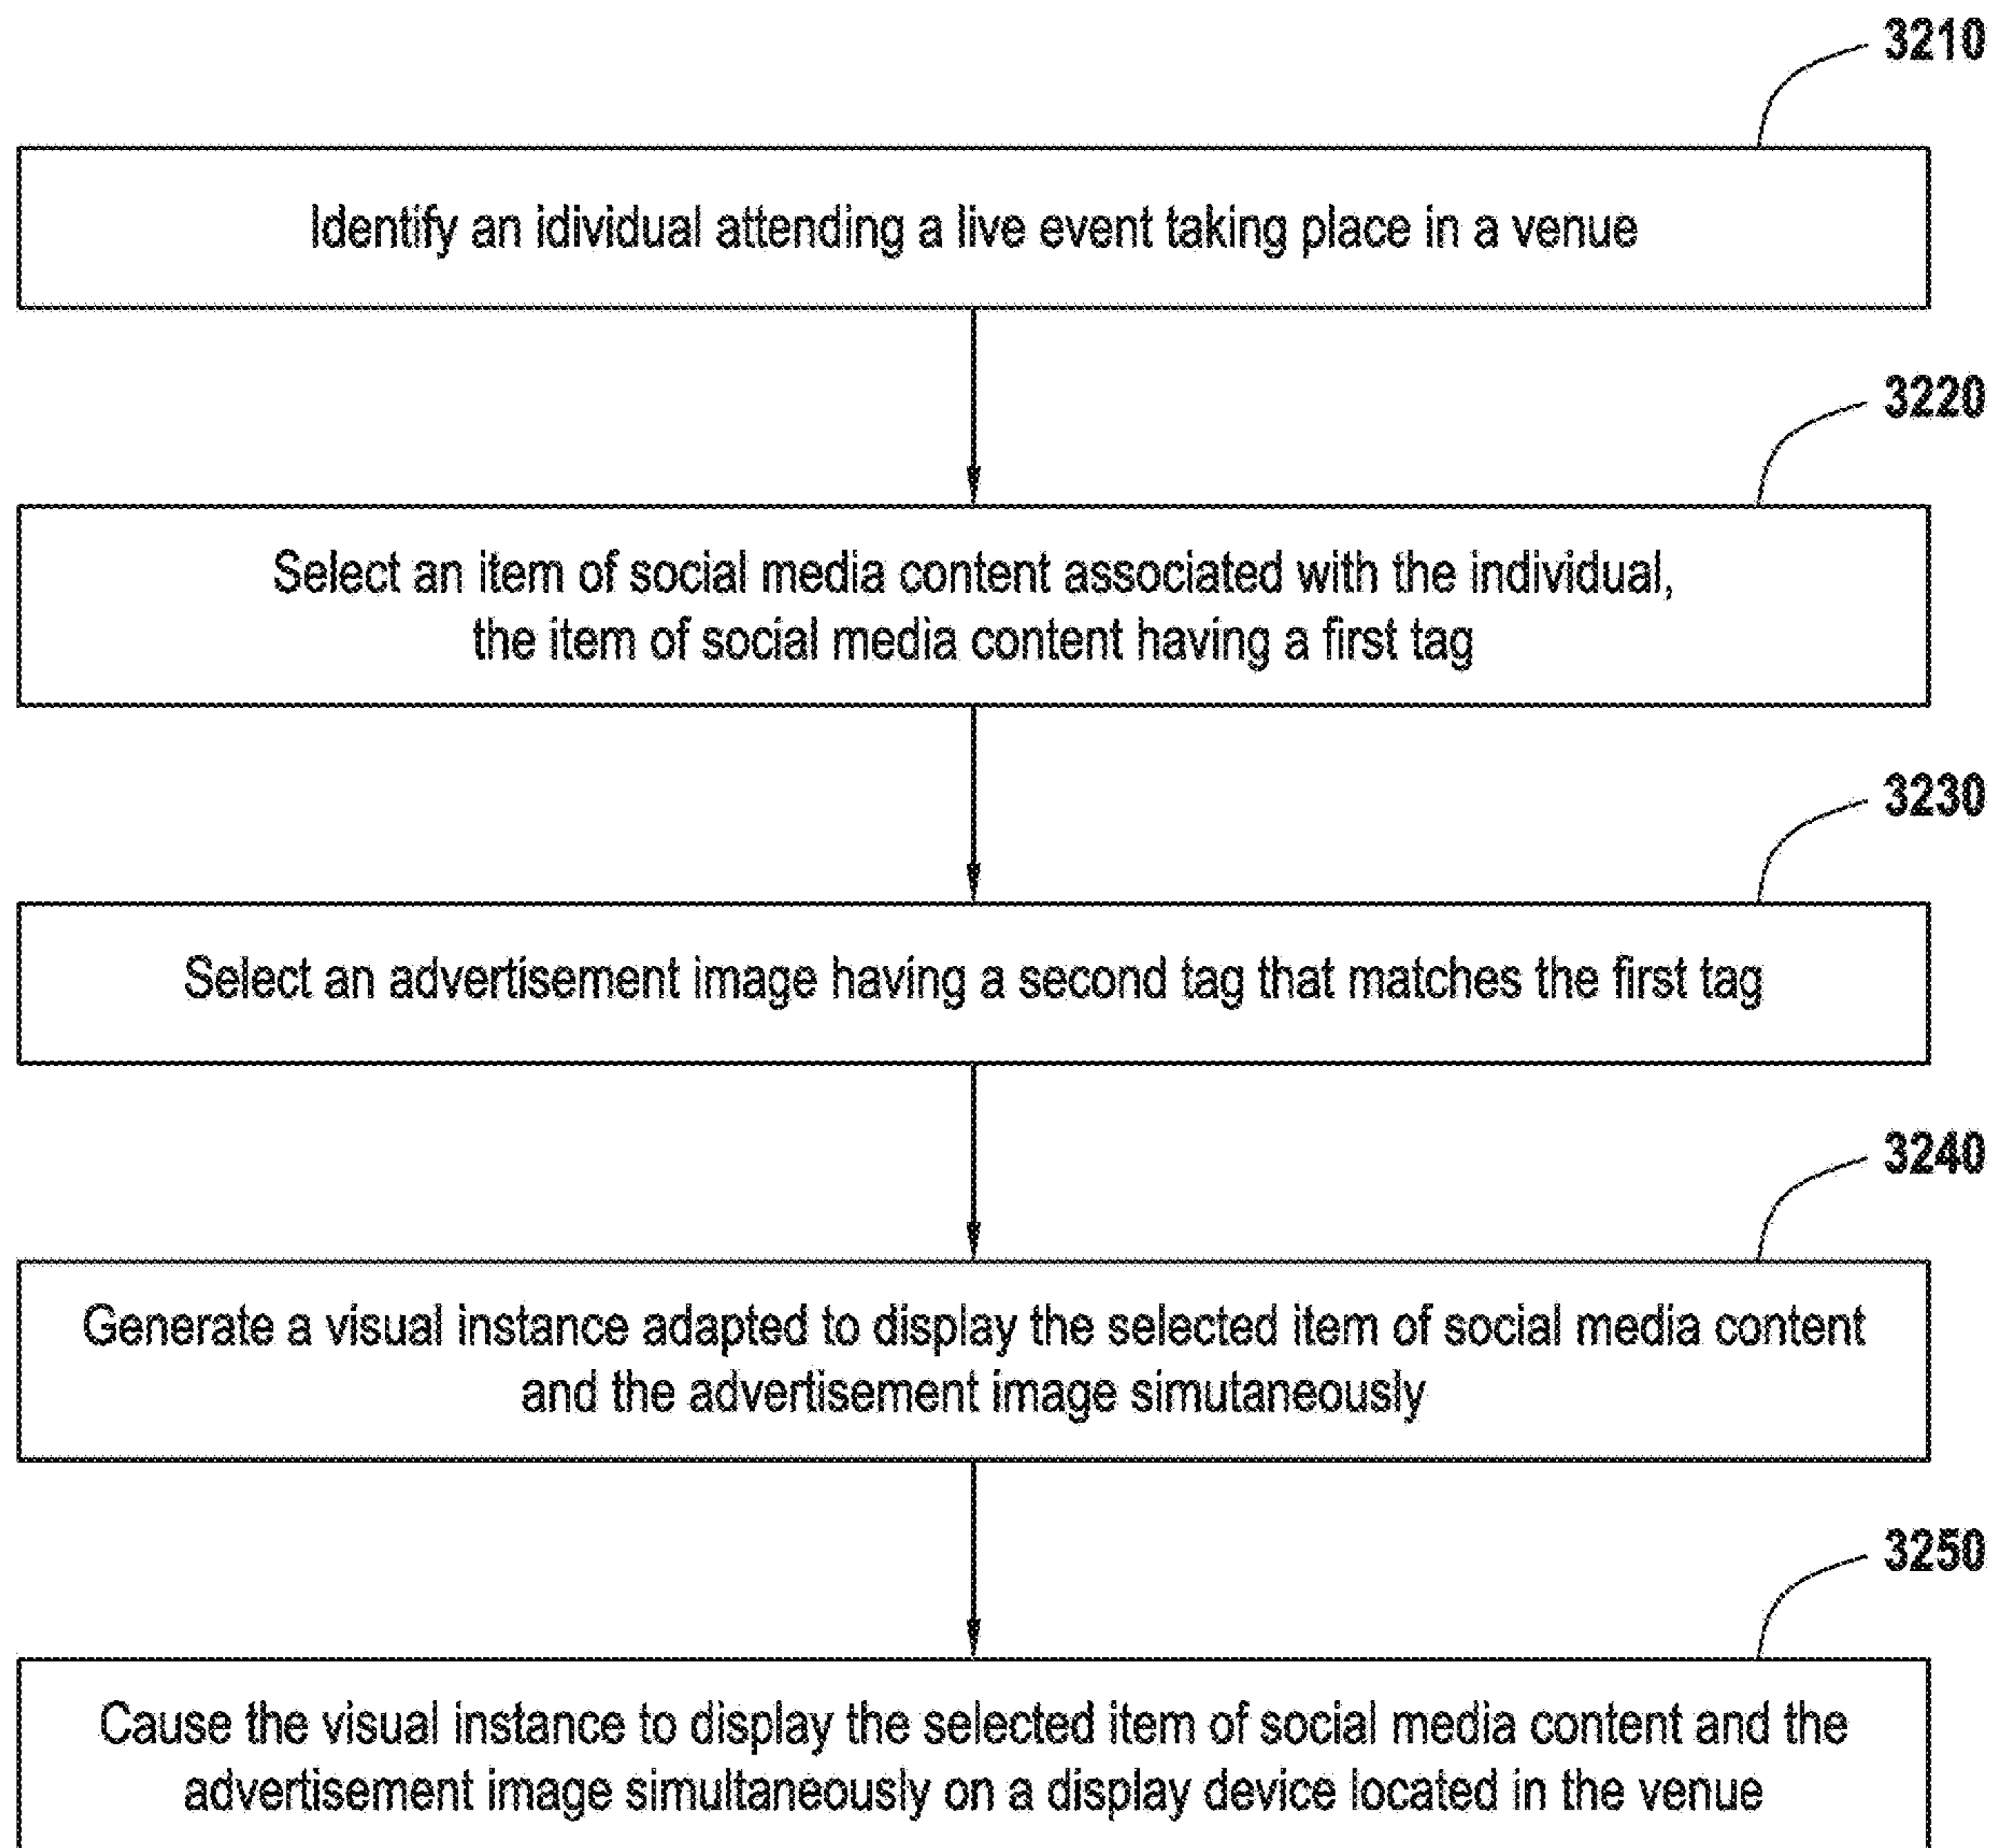 3210
Identify an idividual attending a live event taking place in a venue
3220
Select an item of social media content associated with the individual,
the item of social media content having a first tag
3230
Select an advertisement image having a second tag that matches the first tag
3240
Generate a visual instance adapted to display the selected item of social media content
and the advertisement image simutaneously
3250
Cause the visual instance to display the selected item of social media content and the
advertisement image simultaneously on a display device located in the venue